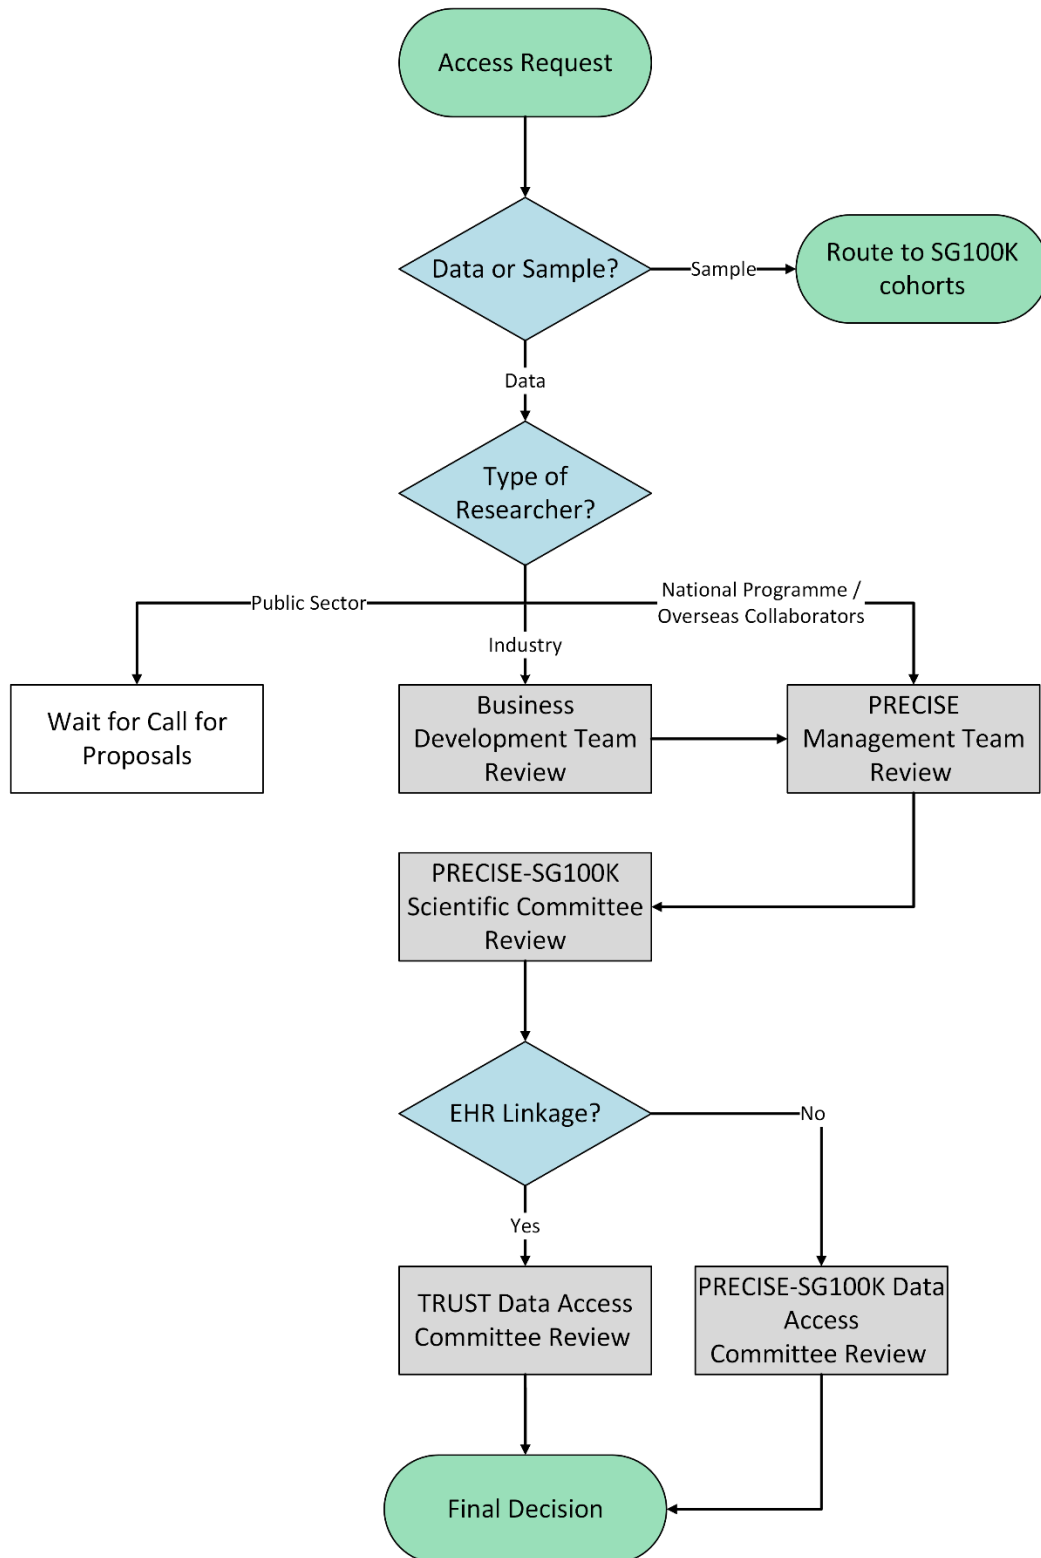 Access Request
Data or Sample?
Sample
Route to SG100K
cohorts
Data
Type of
Researcher?
Public Sector
National Programme /
Overseas Collaborators
Industry
Wait for Call for
Proposals
Business
Development Team
Review
PRECISE
Management Team
Review
PRECISE-SG100K
Scientific Committee
Review
EHR Linkage?
No
Yes
TRUST Data Access
Committee Review
PRECISE-SG100K Data
Access
Committee Review
Final Decision